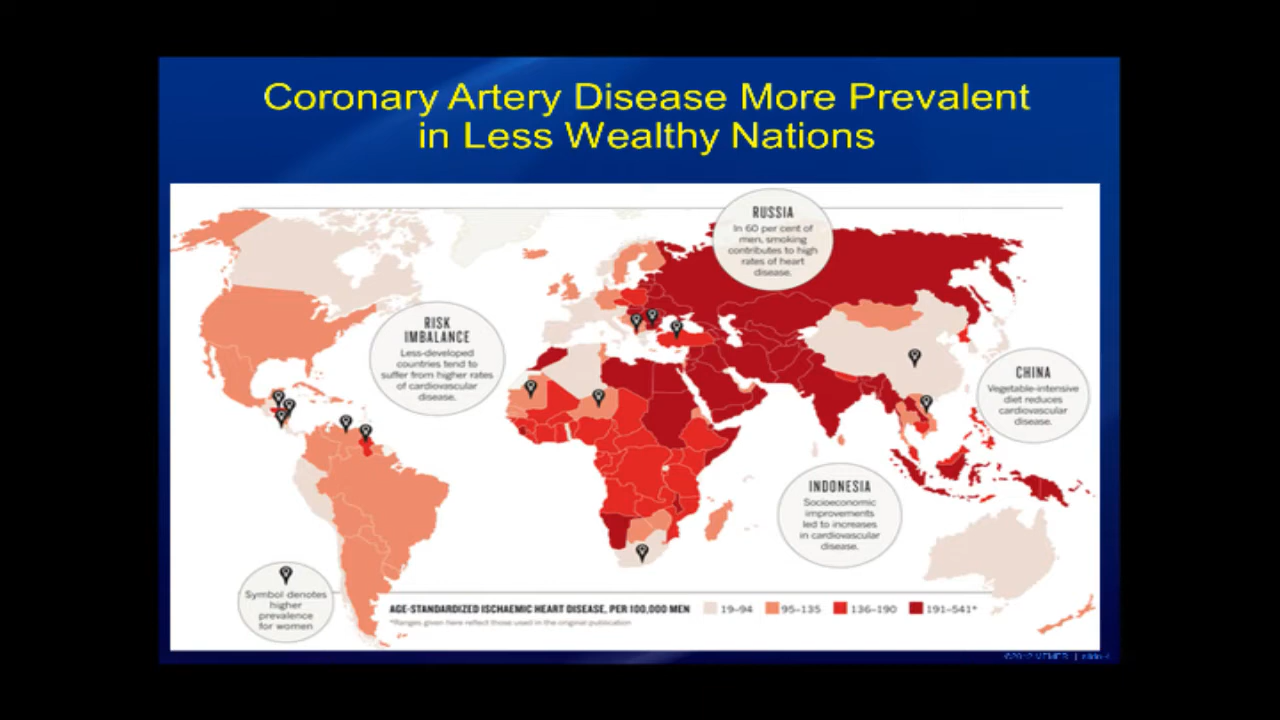 Coronary Artery Disease More Prevalent
in Less Wealthy Nations
RUSSIA
In 60 per cent of
men, smoking
contributes to high
rates of heart
disease.
RISK
IMBALANCE
Less-developed
countries tend to
suffer from higher rates
of cardiovascular
disease.
CHINA
Vegetable-intensive
diet reduces
cardiovascular
disease.
INDONESIA
Socioeconomic
improvements
led to increases
in cardiovascular
disease.
Symbol denotes
higher
prevalence
for women
AGE-STANDARDIZED ISCHAEMIC HEART DISEASE, PER 100,000 MEN 19–94 95–135 136–190 191–541*
*Ranges given here reflect those used in the original publication